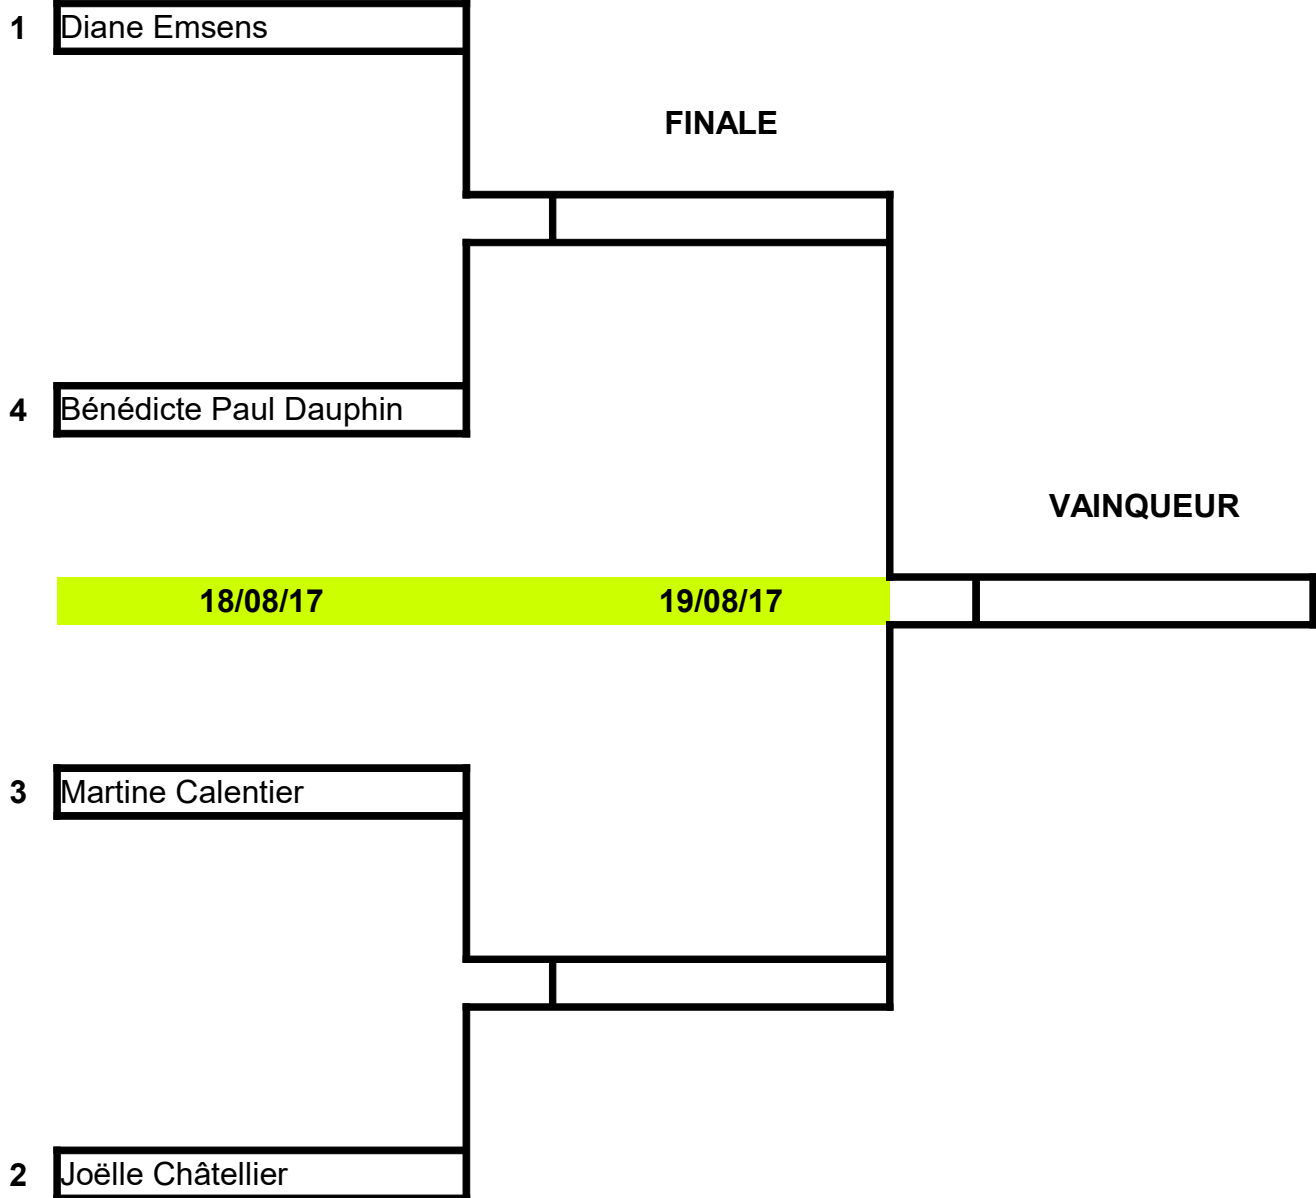 1 Diane Emsens
FINALE
4 Bénédicte Paul Dauphin
VAINQUEUR
18/08/17 19/08/17
3 Martine Calentier
2 Joëlle Châtellier